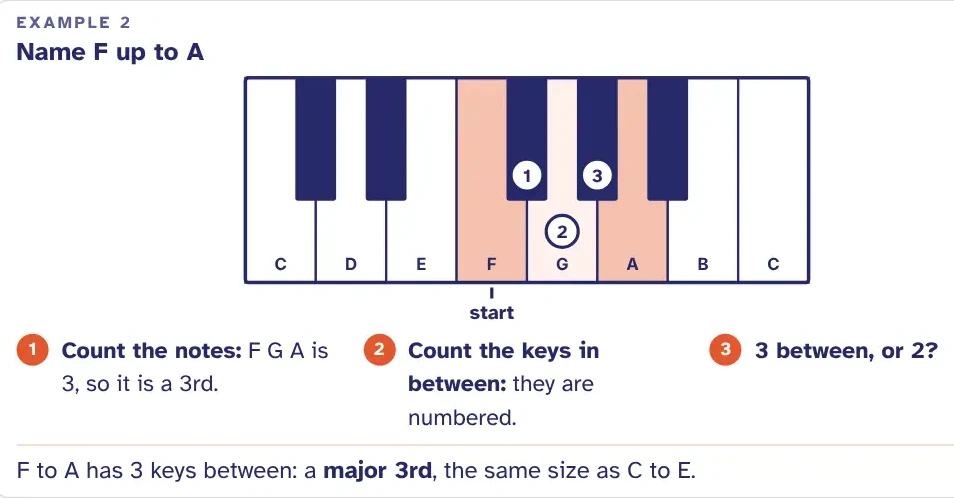 EXAMPLE 2
Name F up to A
1
3
2
C D E F G A B C
start
1 Count the notes: F G A is
3, so it is a 3rd.
2 Count the keys in
between: they are
numbered.
3 3 between, or 2?
F to A has 3 keys between: a major 3rd, the same size as C to E.